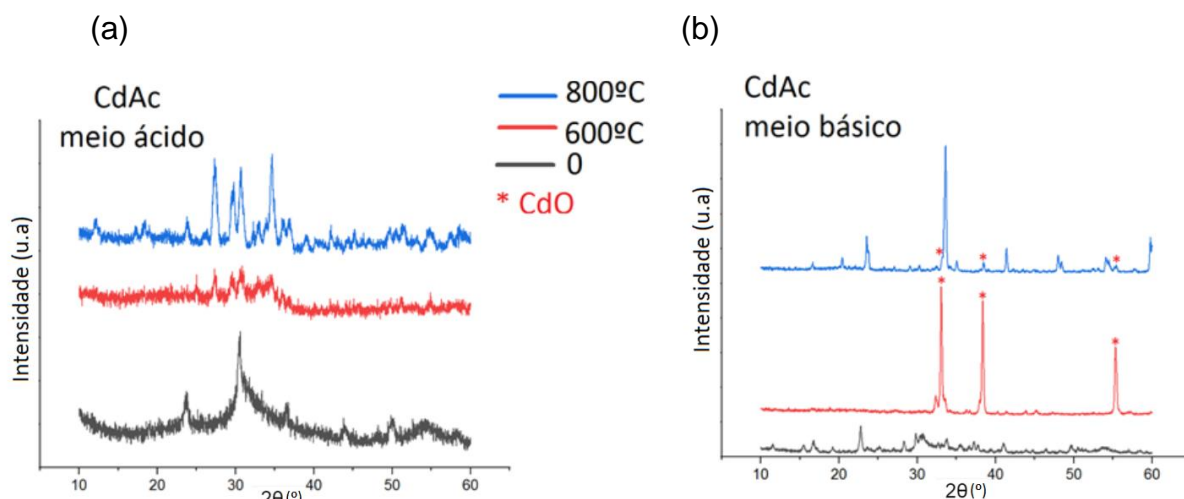 (a)
CdAc
meio ácido
800ºC
600ºC
0
* CdO
Intensidade (u.a)
10 20 30 40 50 60
2θ(º)
(b)
CdAc
meio básico
*
*
*
*
*
*
Intensidade (u.a)
10 20 30 40 50 60
2θ(º)